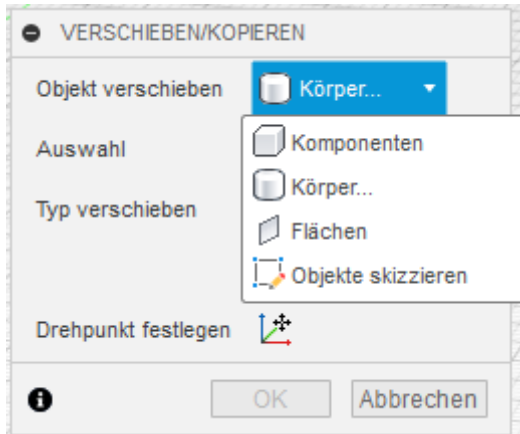 VERSCHIEBEN/KOPIEREN
Objekt verschieben Körper...
Komponenten
Auswahl
Körper...
Typ verschieben
Flächen
Objekte skizzieren
Drehpunkt festlegen
OK Abbrechen